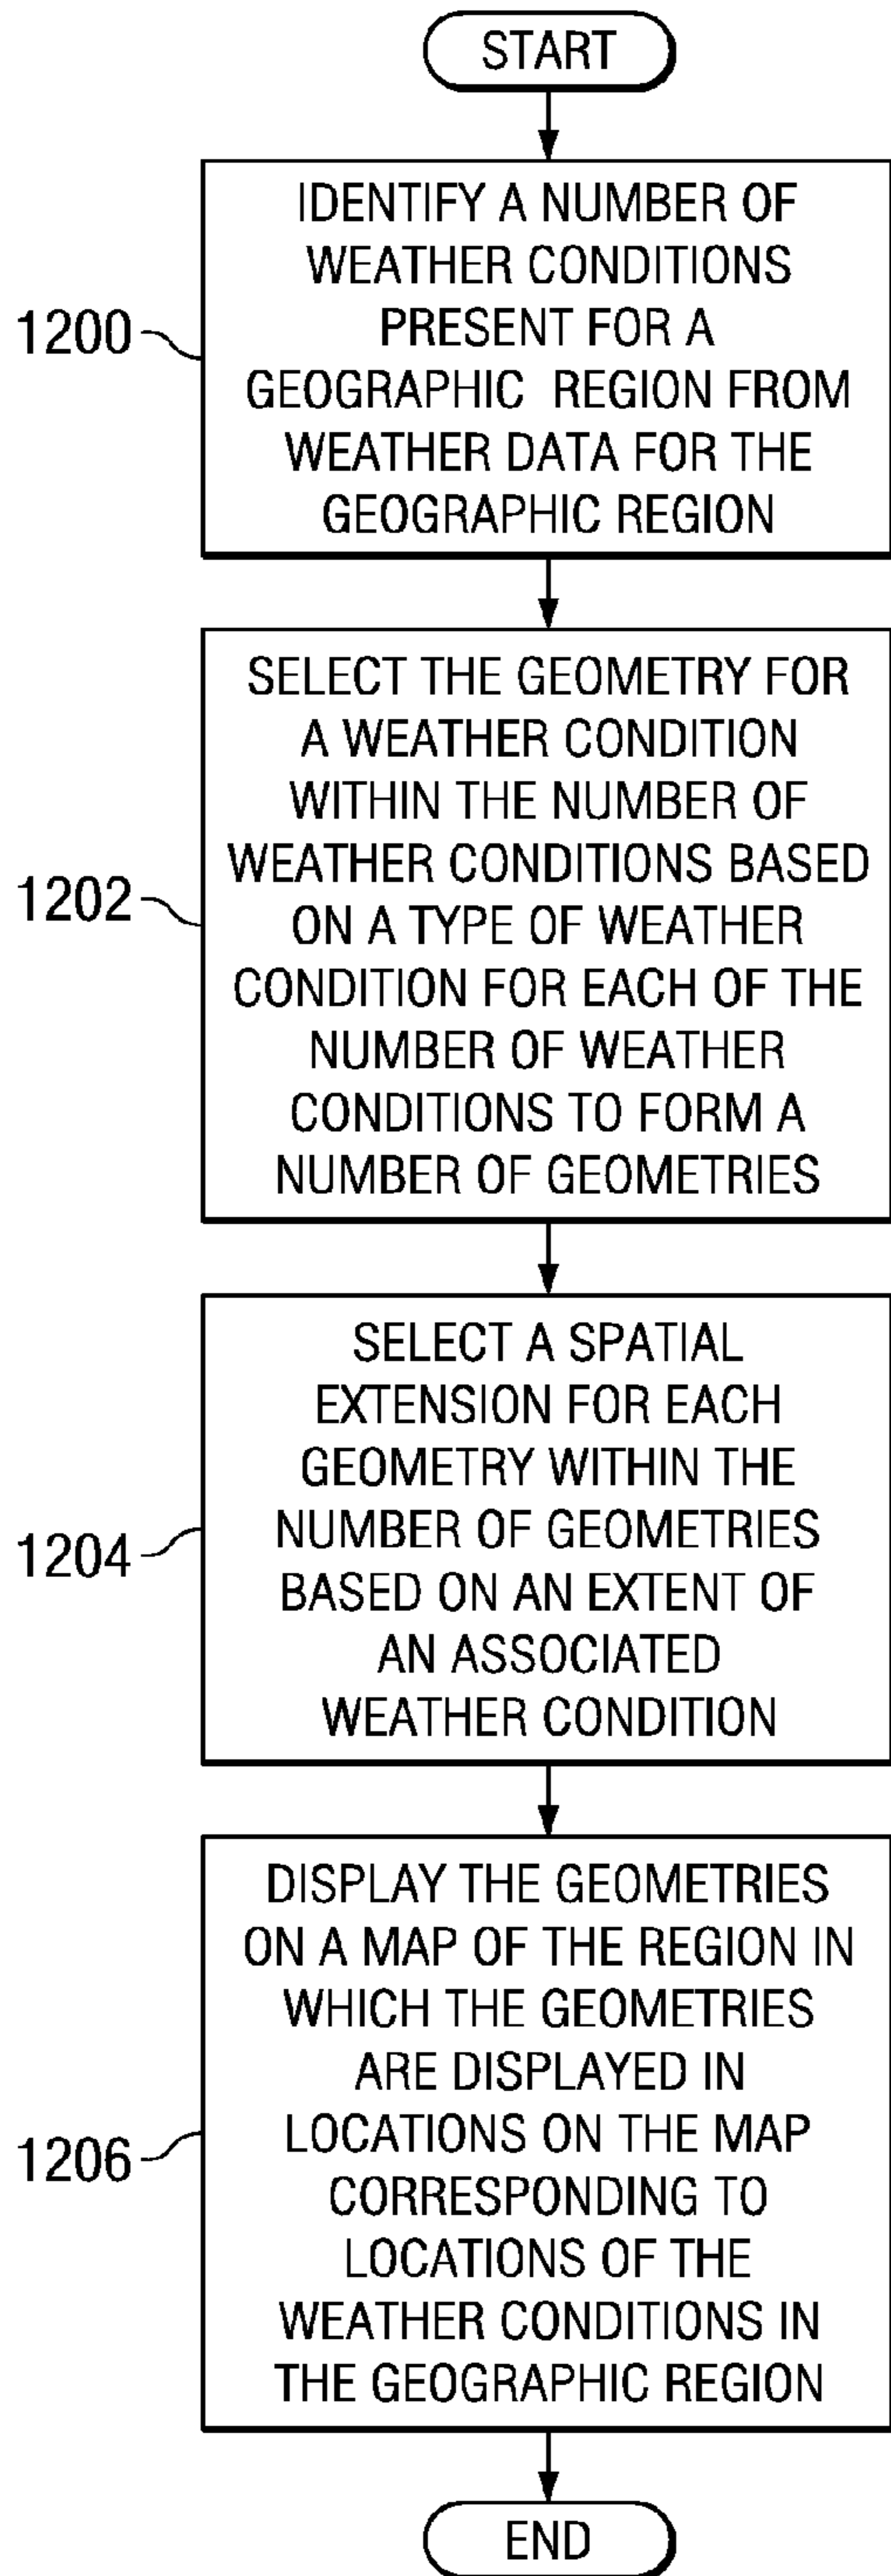 START
IDENTIFY A NUMBER OF
WEATHER CONDITIONS
PRESENT FOR A
GEOGRAPHIC REGION FROM
WEATHER DATA FOR THE
GEOGRAPHIC REGION
1200
SELECT THE GEOMETRY FOR
A WEATHER CONDITION
WITHIN THE NUMBER OF
WEATHER CONDITIONS BASED
ON A TYPE OF WEATHER
CONDITION FOR EACH OF THE
NUMBER OF WEATHER
CONDITIONS TO FORM A
NUMBER OF GEOMETRIES
1202
SELECT A SPATIAL
EXTENSION FOR EACH
GEOMETRY WITHIN THE
NUMBER OF GEOMETRIES
BASED ON AN EXTENT OF
AN ASSOCIATED
WEATHER CONDITION
1204
DISPLAY THE GEOMETRIES
ON A MAP OF THE REGION IN
WHICH THE GEOMETRIES
ARE DISPLAYED IN
LOCATIONS ON THE MAP
CORRESPONDING TO
LOCATIONS OF THE
WEATHER CONDITIONS IN
THE GEOGRAPHIC REGION
1206
END